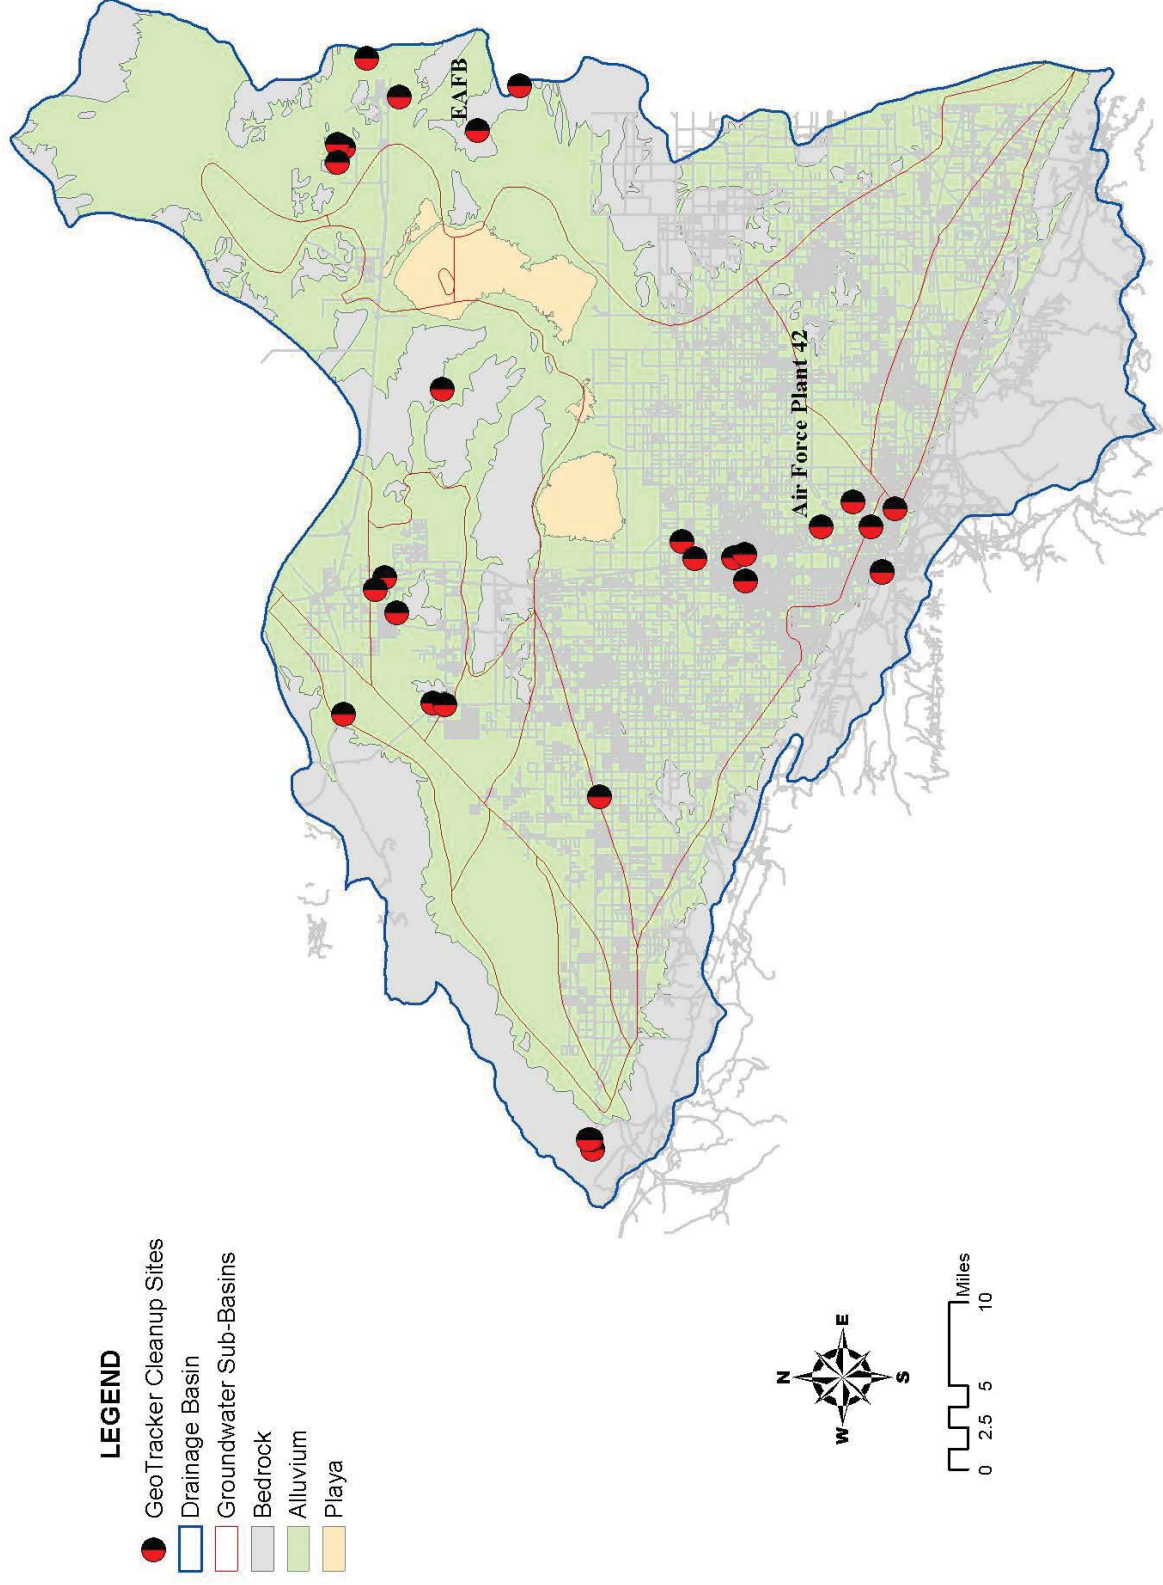 LEGEND
GeoTracker Cleanup Sites
Drainage Basin
Groundwater Sub-Basins
Bedrock
Alluvium
Playa
EAFB
Air Force Plant 42
N
W
E
S
Miles
0 2.5 5 10